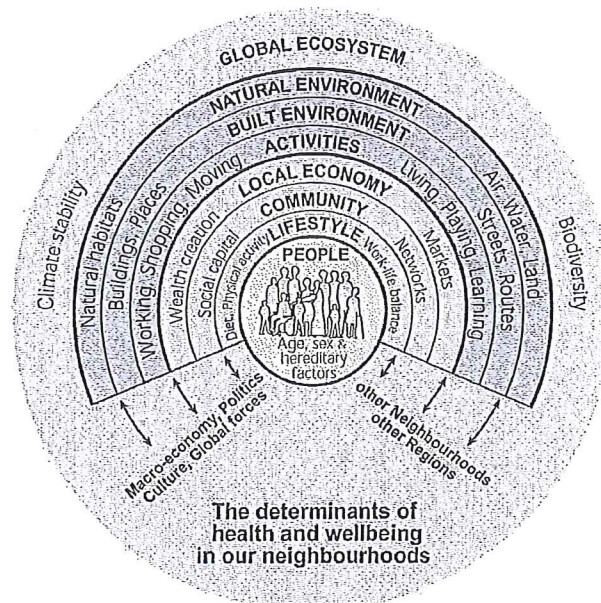 GLOBAL ECOSYSTEM
NATURAL ENVIRONMENT
BUILT ENVIRONMENT
ACTIVITIES
LOCAL ECONOMY
COMMUNITY
LIFESTYLE
PEOPLE
Age, sex &
hereditary
factors
Climate stability
Natural habitats
Buildings, Places
Working, Shopping, Moving
Wealth creation
Social capital
Diet, Physical activity
Work-life balance
Networks
Markets
Living, Playing, Learning
Streets, Routes
Air, Water, Land
Biodiversity
Macro-economy, Politics
Culture, Global forces
other Neighbourhoods
other Regions
The determinants of
health and wellbeing
in our neighbourhoods